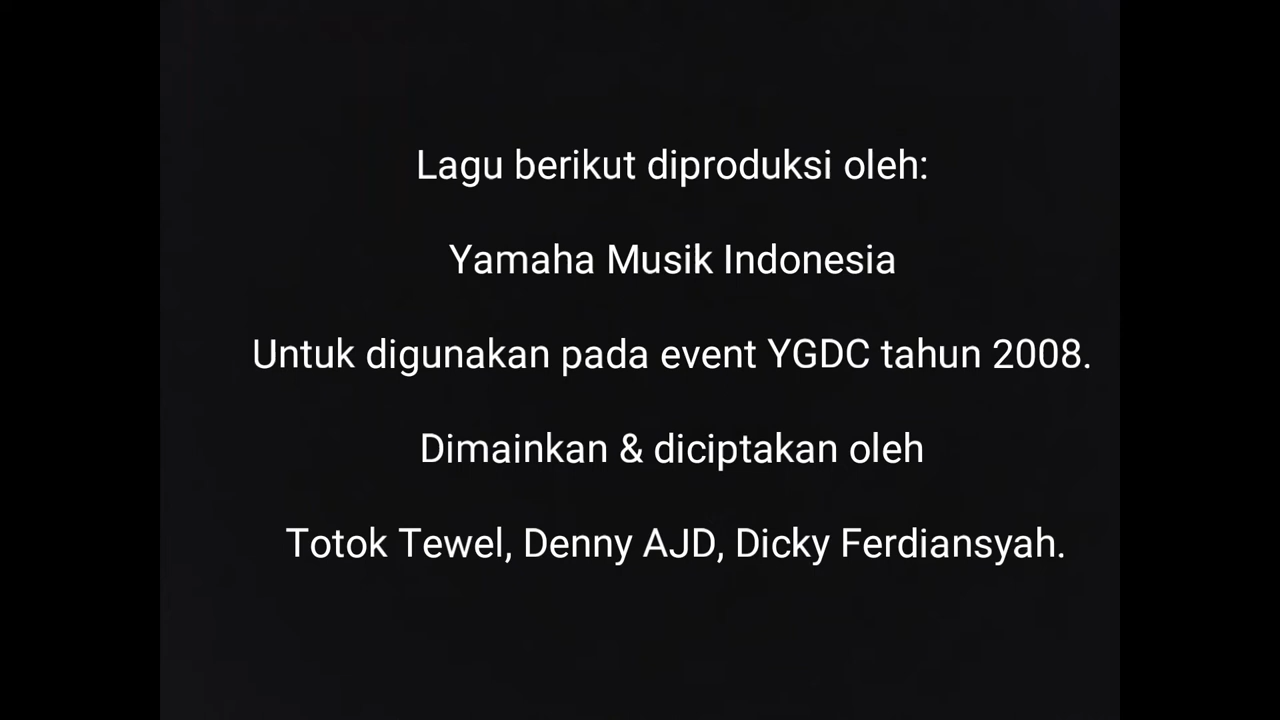 Lagu berikut diproduksi oleh:
Yamaha Musik Indonesia
Untuk digunakan pada event YGDC tahun 2008.
Dimainkan & diciptakan oleh
Totok Tewel, Denny AJD, Dicky Ferdiansyah.